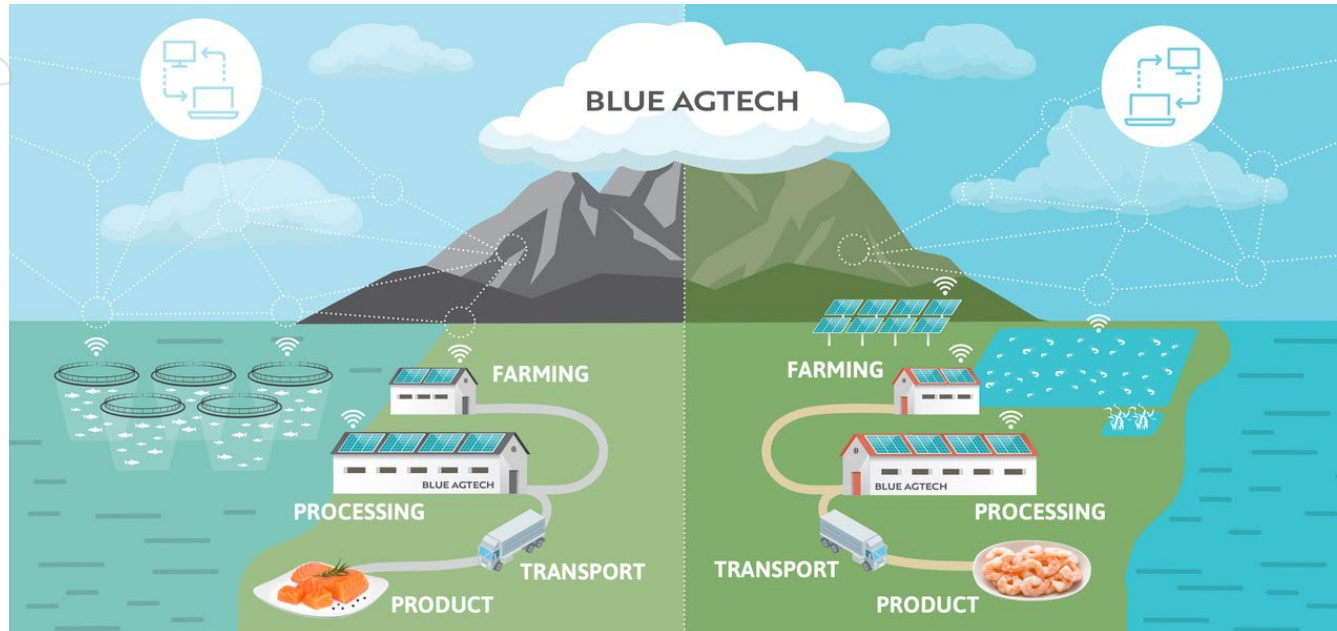 BLUE AGTECH
FARMING
BLUE AGTECH
PROCESSING
TRANSPORT
PRODUCT
FARMING
BLUE AGTECH
PROCESSING
TRANSPORT
PRODUCT